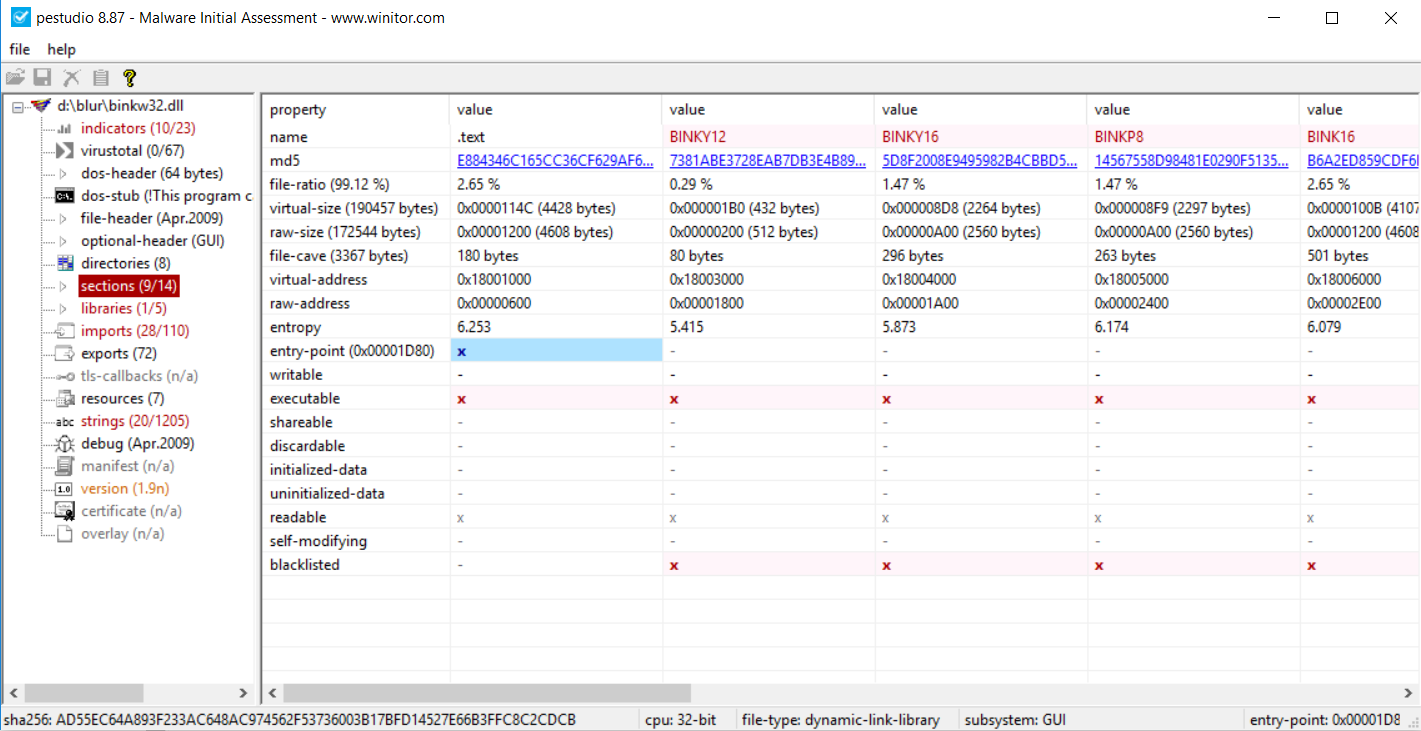 pestudio 8.87 - Malware Initial Assessment - www.winitor.com
file help
d:\blur\binkw32.dll
indicators (10/23)
virustotal (0/67)
dos-header (64 bytes)
dos-stub (!This program c
file-header (Apr.2009)
optional-header (GUI)
directories (8)
sections (9/14)
libraries (1/5)
imports (28/110)
exports (72)
tls-callbacks (n/a)
resources (7)
abc strings (20/1205)
debug (Apr.2009)
manifest (n/a)
1.0 version (1.9n)
certificate (n/a)
overlay (n/a)
property value value value value value
name .text BINKY12 BINKY16 BINKP8 BINK16
md5 E884346C165CC36CF629AF6... 7381ABE3728EAB7DB3E4B89... 5D8F2008E9495982B4CBBD5... 14567558D98481E0290F5135... B6A2ED859CDF6
file-ratio (99.12 %) 2.65 % 0.29 % 1.47 % 1.47 % 2.65 %
virtual-size (190457 bytes) 0x0000114C (4428 bytes) 0x000001B0 (432 bytes) 0x000008D8 (2264 bytes) 0x000008F9 (2297 bytes) 0x0000100B (4107
raw-size (172544 bytes) 0x00001200 (4608 bytes) 0x00000200 (512 bytes) 0x00000A00 (2560 bytes) 0x00000A00 (2560 bytes) 0x00001200 (4608
file-cave (3367 bytes) 180 bytes 80 bytes 296 bytes 263 bytes 501 bytes
virtual-address 0x18001000 0x18003000 0x18004000 0x18005000 0x18006000
raw-address 0x00000600 0x00001800 0x00001A00 0x00002400 0x00002E00
entropy 6.253 5.415 5.873 6.174 6.079
entry-point (0x00001D80) x - - - -
writable - - - - -
executable x x x x x
shareable - - - - -
discardable - - - - -
initialized-data - - - - -
uninitialized-data - - - - -
readable x x x x x
self-modifying - - - - -
blacklisted - x x x x
sha256: AD55EC64A893F233AC648AC974562F53736003B17BFD14527E66B3FFC8C2CDCB cpu: 32-bit file-type: dynamic-link-library subsystem: GUI entry-point: 0x00001D8